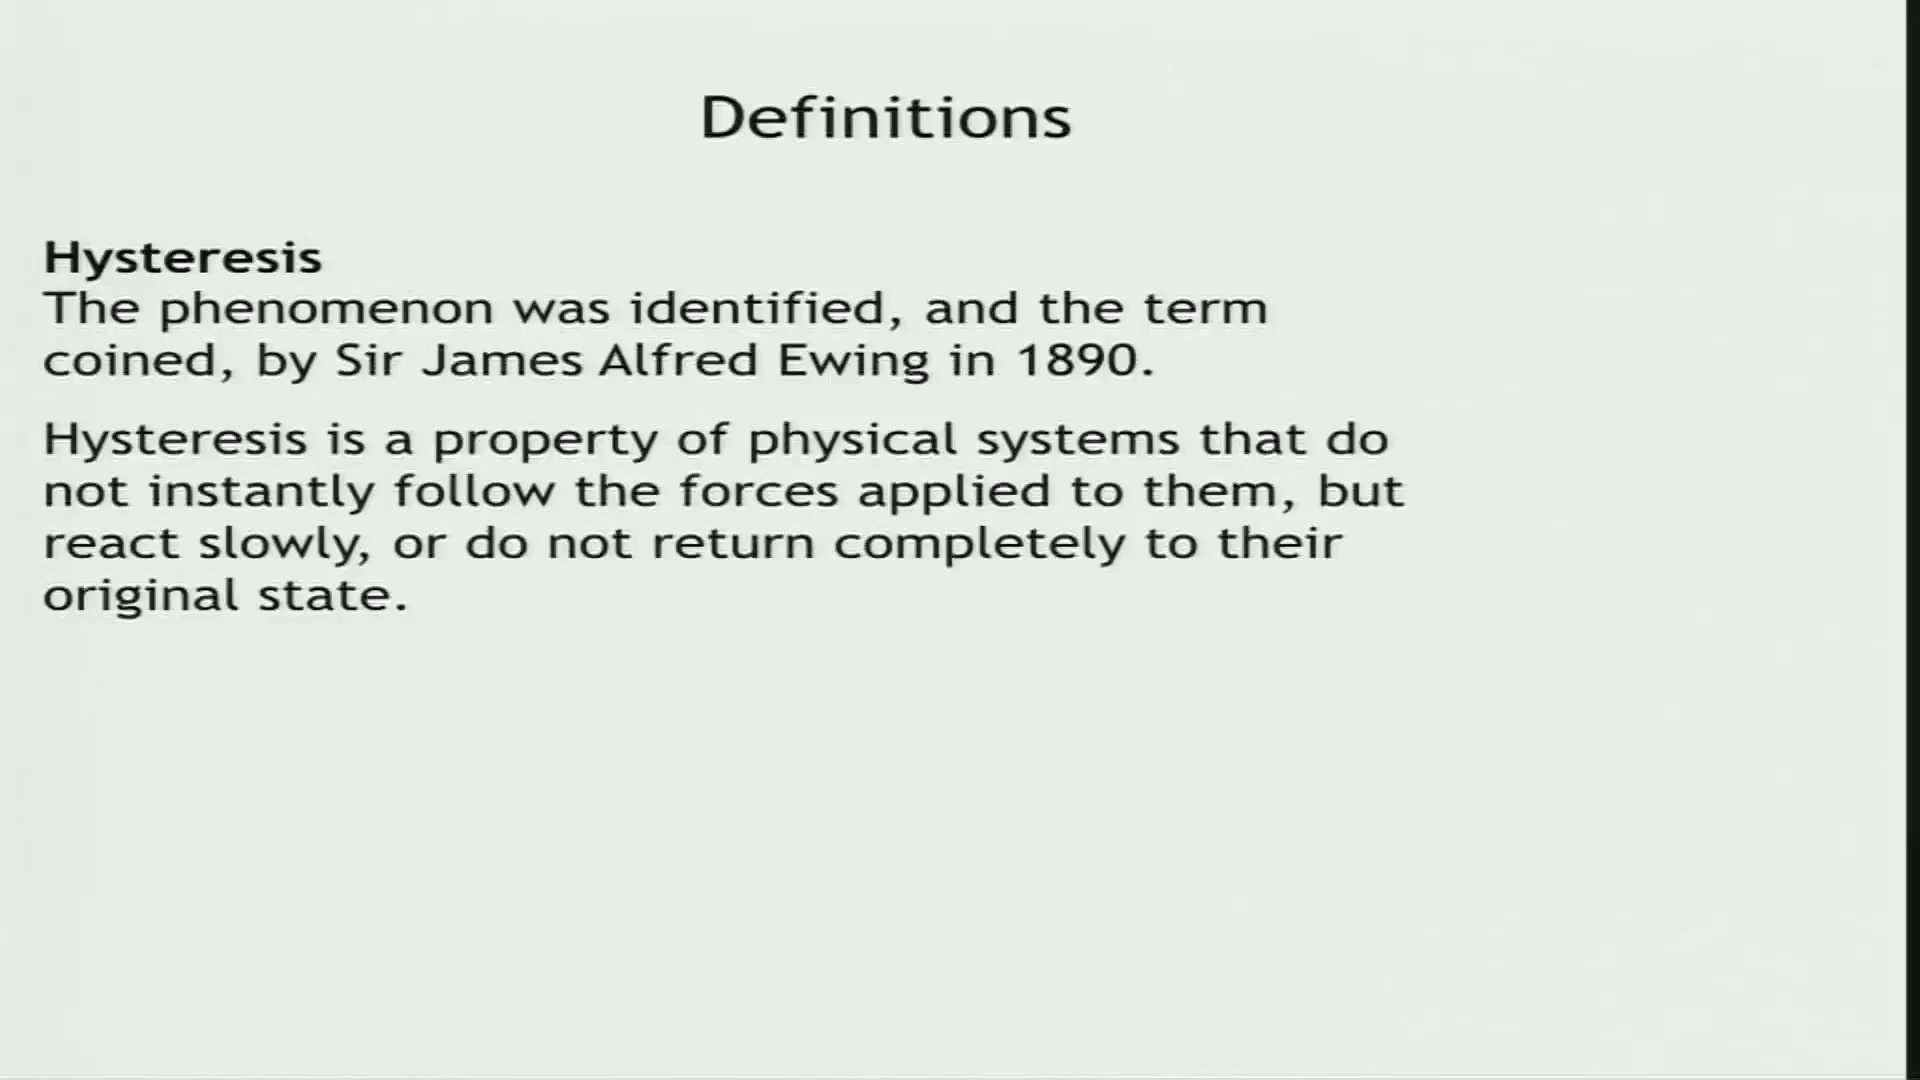 Definitions
Hysteresis
The phenomenon was identified, and the term
coined, by Sir James Alfred Ewing in 1890.
Hysteresis is a property of physical systems that do
not instantly follow the forces applied to them, but
react slowly, or do not return completely to their
original state.